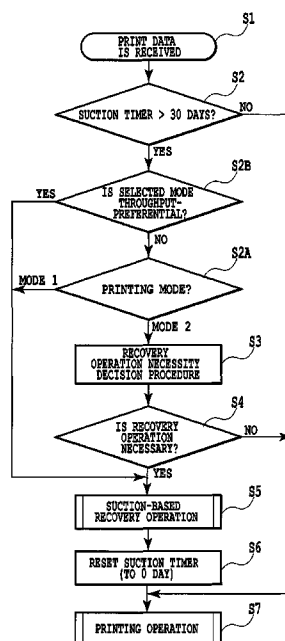 S1
PRINT DATA
IS RECEIVED
S2
SUCTION TIMER > 30 DAYS?
NO
YES
S2B
YES
IS SELECTED MODE
THROUGHPUT-
PREFERENTIAL?
NO
S2A
MODE 1
PRINTING MODE?
MODE 2
S3
RECOVERY
OPERATION NECESSITY
DECISION PROCEDURE
S4
IS RECOVERY
OPERATION
NECESSARY?
NO
YES
S5
SUCTION-BASED
RECOVERY OPERATION
S6
RESET SUCTION TIMER
(TO 0 DAY)
S7
PRINTING OPERATION